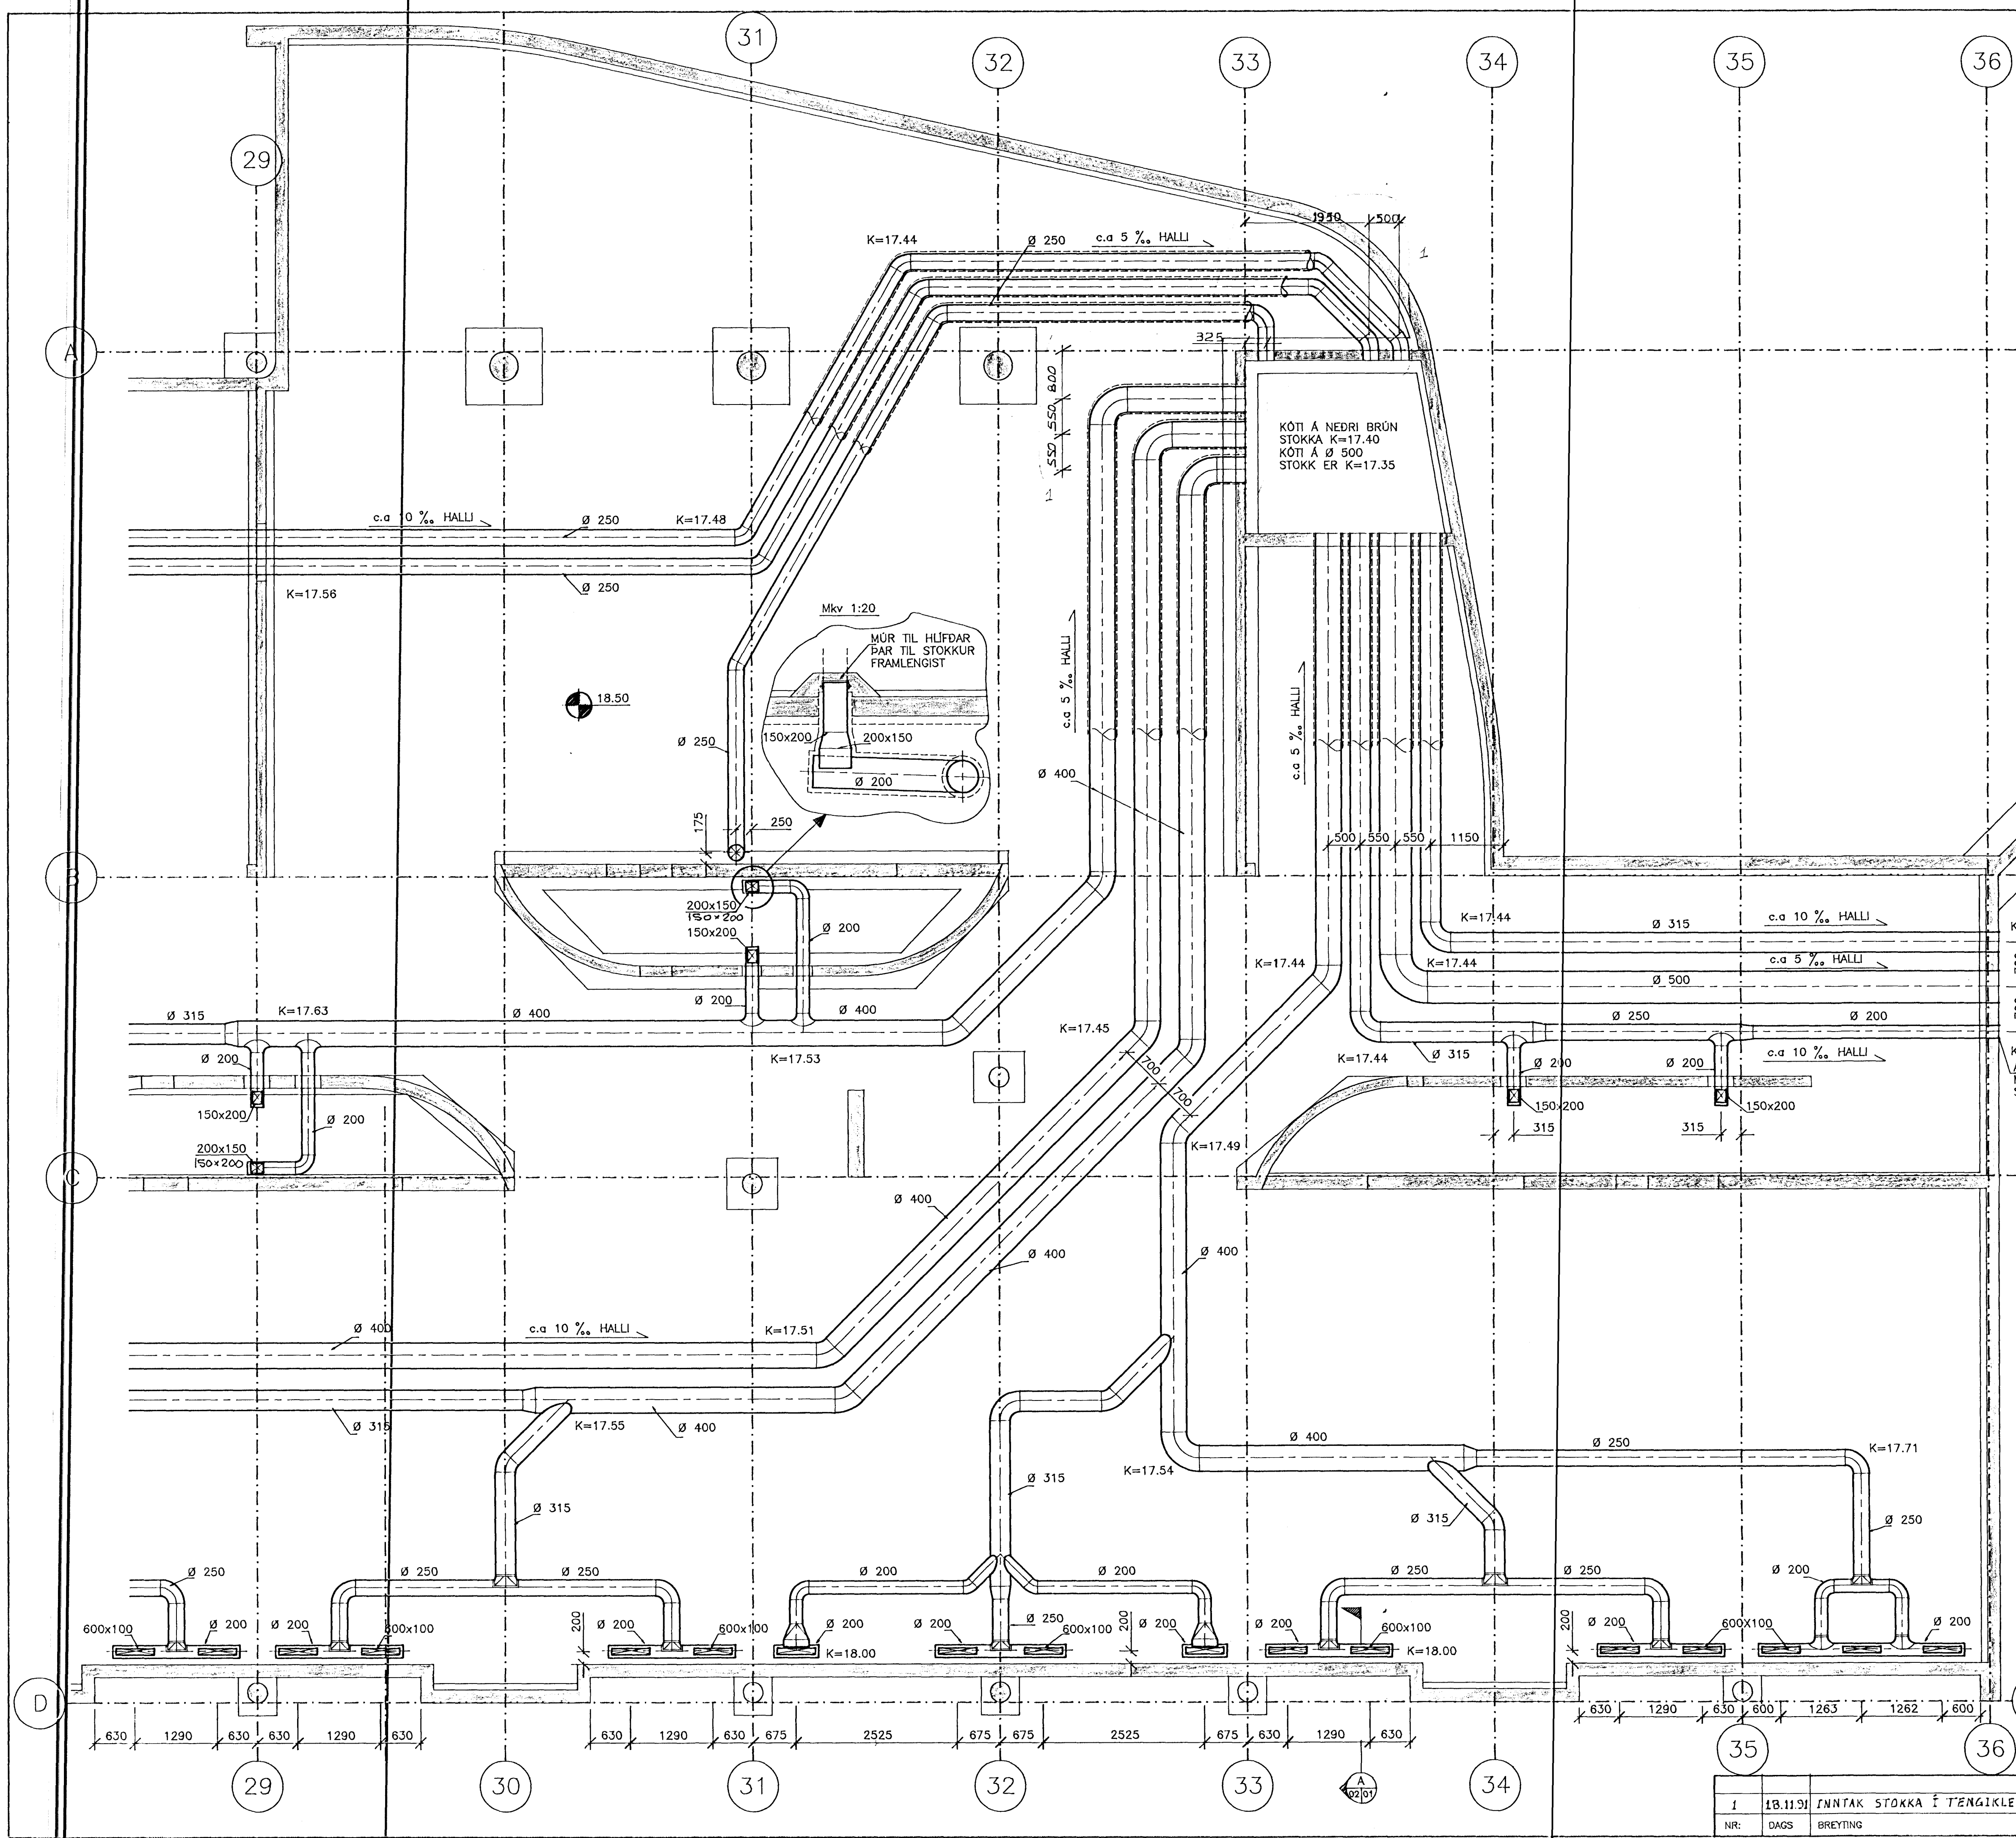 31
32
33
34
35
36
29
1950 500
K=17.44
Ø 250
c.a 5 ‰ HALLI
1
A
325
800
550
550
1
KÓTI Á NEÐRI BRÚN
STOKKA K=17.40
KÓTI Á Ø 500
STOKK ER K=17.35
c.a 10 ‰ HALLI
Ø 250
K=17.48
Ø 250
K=17.56
Mkv 1:20
MÚR TIL HLÍFÐAR
ÞAR TIL STOKKUR
FRAMLENGIST
c.a 5 ‰ HALLI
c.a 5 ‰ HALLI
18.50
150x200
200x150
Ø 250
Ø 200
Ø 400
175
250
500 550 550 1150
B
200x150
150x200
150x200
Ø 200
K=17.44
Ø 315
c.a 10 ‰ HALLI
K=17.44
K=17.44
c.a 5 ‰ HALLI
Ø 500
Ø 200
Ø 315
K=17.63
Ø 400
Ø 400
K=17.45
Ø 250
Ø 200
Ø 200
K=17.53
700
700
K=17.44
Ø 315
Ø 200
Ø 200
c.a 10 ‰ HALLI
150x200
Ø 200
150x200
150x200
315
315
200x150
150x200
K=17.49
C
Ø 400
Ø 400
Ø 400
Ø 400
c.a 10 ‰ HALLI
K=17.51
Ø 315
K=17.55
Ø 400
Ø 400
Ø 250
K=17.71
K=17.54
Ø 315
Ø 315
Ø 315
Ø 250
Ø 250
Ø 250
Ø 250
Ø 200
Ø 200
Ø 250
Ø 250
Ø 200
600x100
Ø 200
Ø 200
600x100
200
Ø 200
600x100
Ø 200
Ø 200
Ø 250
600x100
200
Ø 200
Ø 200
600x100
200
Ø 200
600x100
Ø 200
K=18.00
K=18.00
D
630 1290 630 630 1290 630
630 1290 630 675 2525 675 675 2525 675 630 1290 630
630 1290 630 600 1263 1262 600
29
30
31
32
33
34
35
36
A
02 01
1 18.11.91 INNTAK STOKKA Í TENGIKLE
NR: DAGS BREYTING